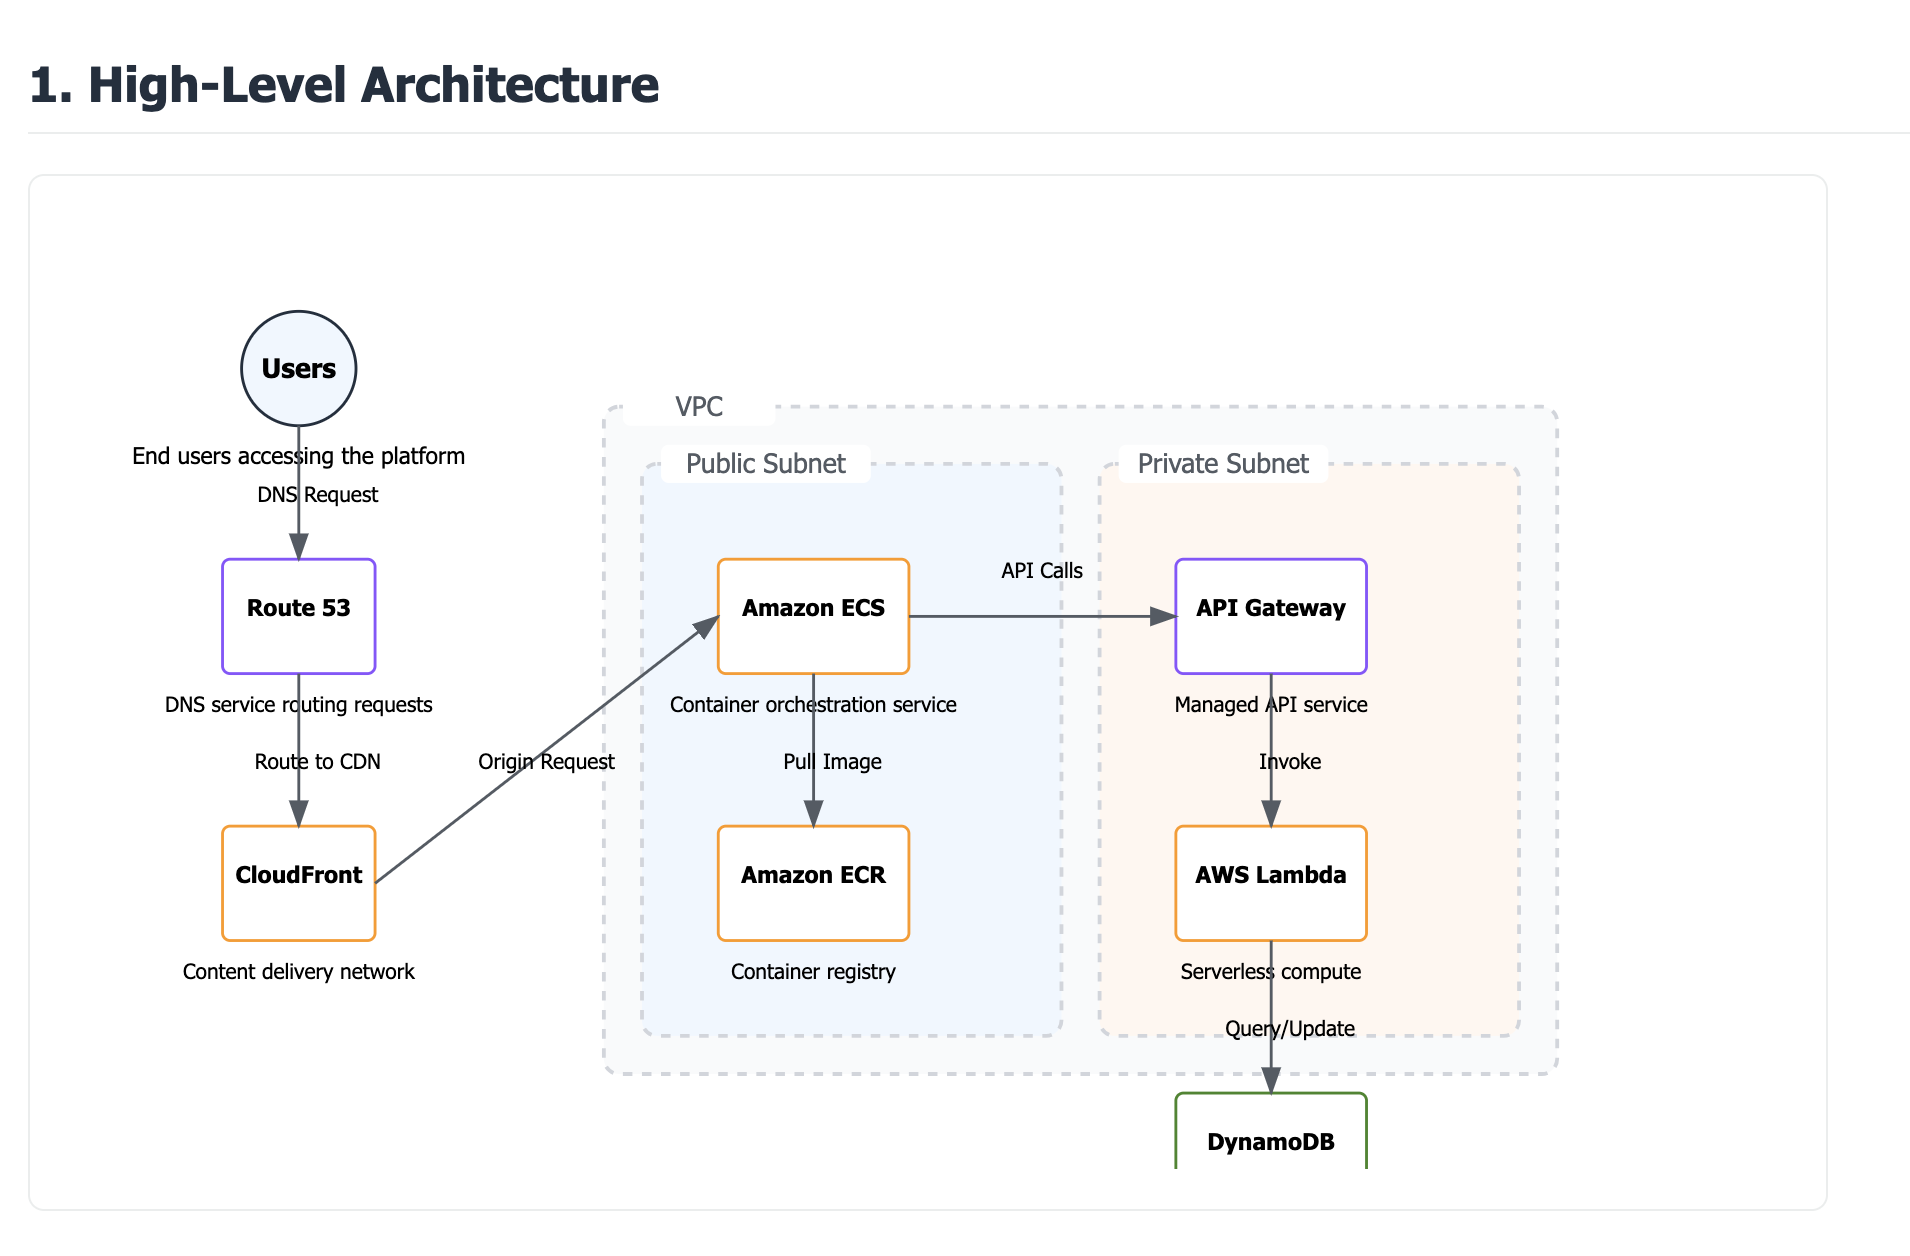 1. High-Level Architecture
Users
End users accessing the platform
DNS Request
Route 53
DNS service routing requests
Route to CDN
CloudFront
Content delivery network
Origin Request
VPC
Public Subnet
Amazon ECS
Container orchestration service
Pull Image
Amazon ECR
Container registry
API Calls
Private Subnet
API Gateway
Managed API service
Invoke
AWS Lambda
Serverless compute
Query/Update
DynamoDB